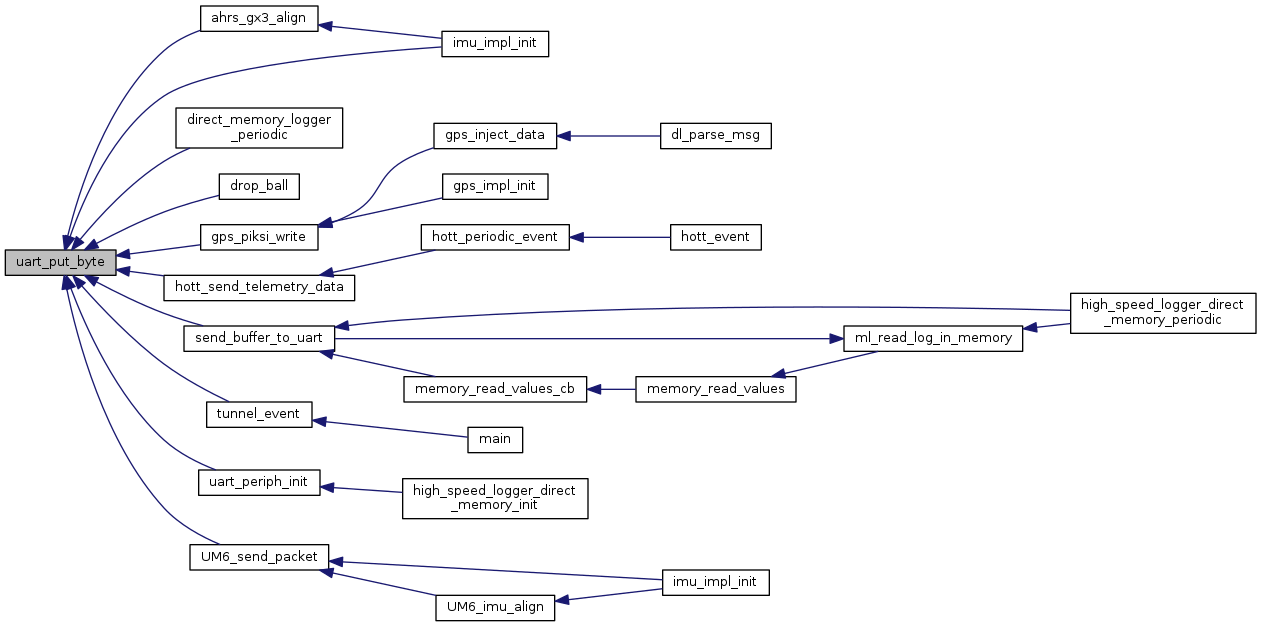 ahrs_gx3_align
imu_impl_init
direct_memory_logger
_periodic
gps_inject_data
dl_parse_msg
drop_ball
gps_impl_init
gps_piksi_write
hott_periodic_event
hott_event
uart_put_byte
hott_send_telemetry_data
high_speed_logger_direct
_memory_periodic
send_buffer_to_uart
ml_read_log_in_memory
memory_read_values_cb
memory_read_values
tunnel_event
main
uart_periph_init
high_speed_logger_direct
_memory_init
UM6_send_packet
imu_impl_init
UM6_imu_align